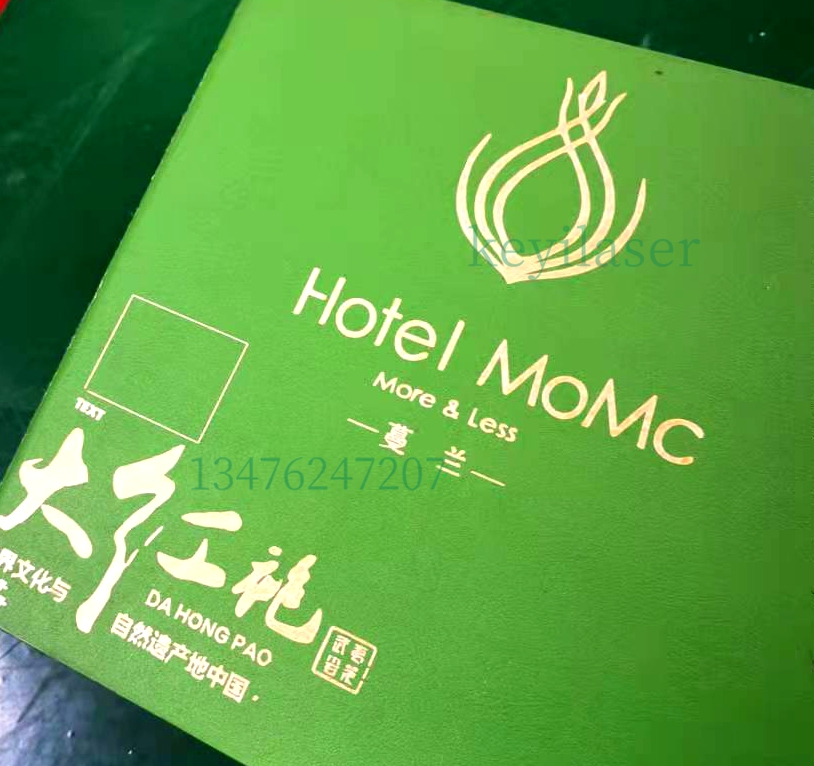 keyilaser
Hotel MoMc
More & Less
蔓 兰
TEXT
13476247207
大红袍
界文化与
DA HONG PAO
自然遗产地中国·